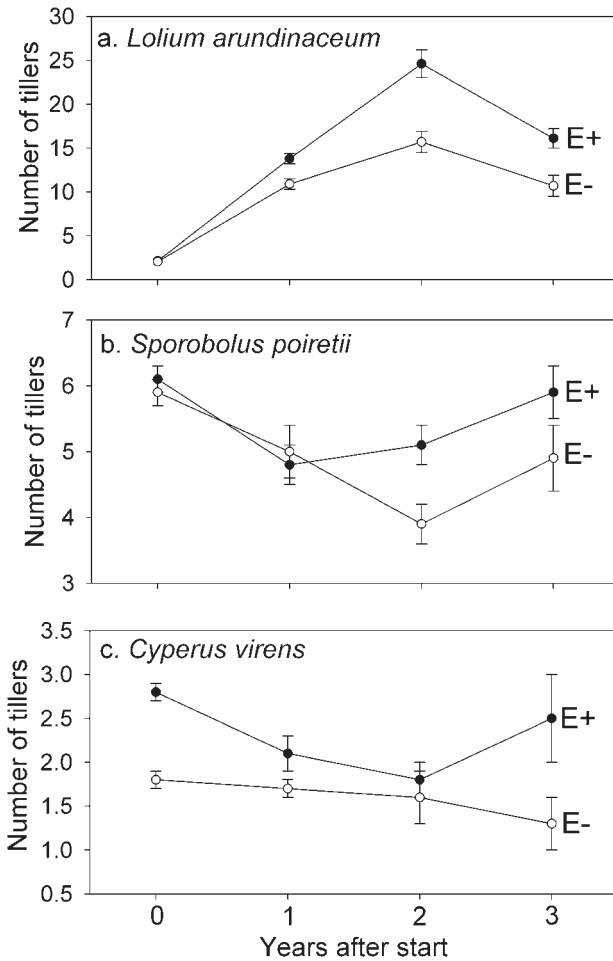 a. Lolium arundinaceum
Number of tillers
30
25
20
15
10
5
0
E+
E-
b. Sporobolus poiretii
Number of tillers
7
6
5
4
3
E+
E-
c. Cyperus virens
Number of tillers
3.5
3.0
2.5
2.0
1.5
1.0
0.5
E+
E-
0 1 2 3
Years after start